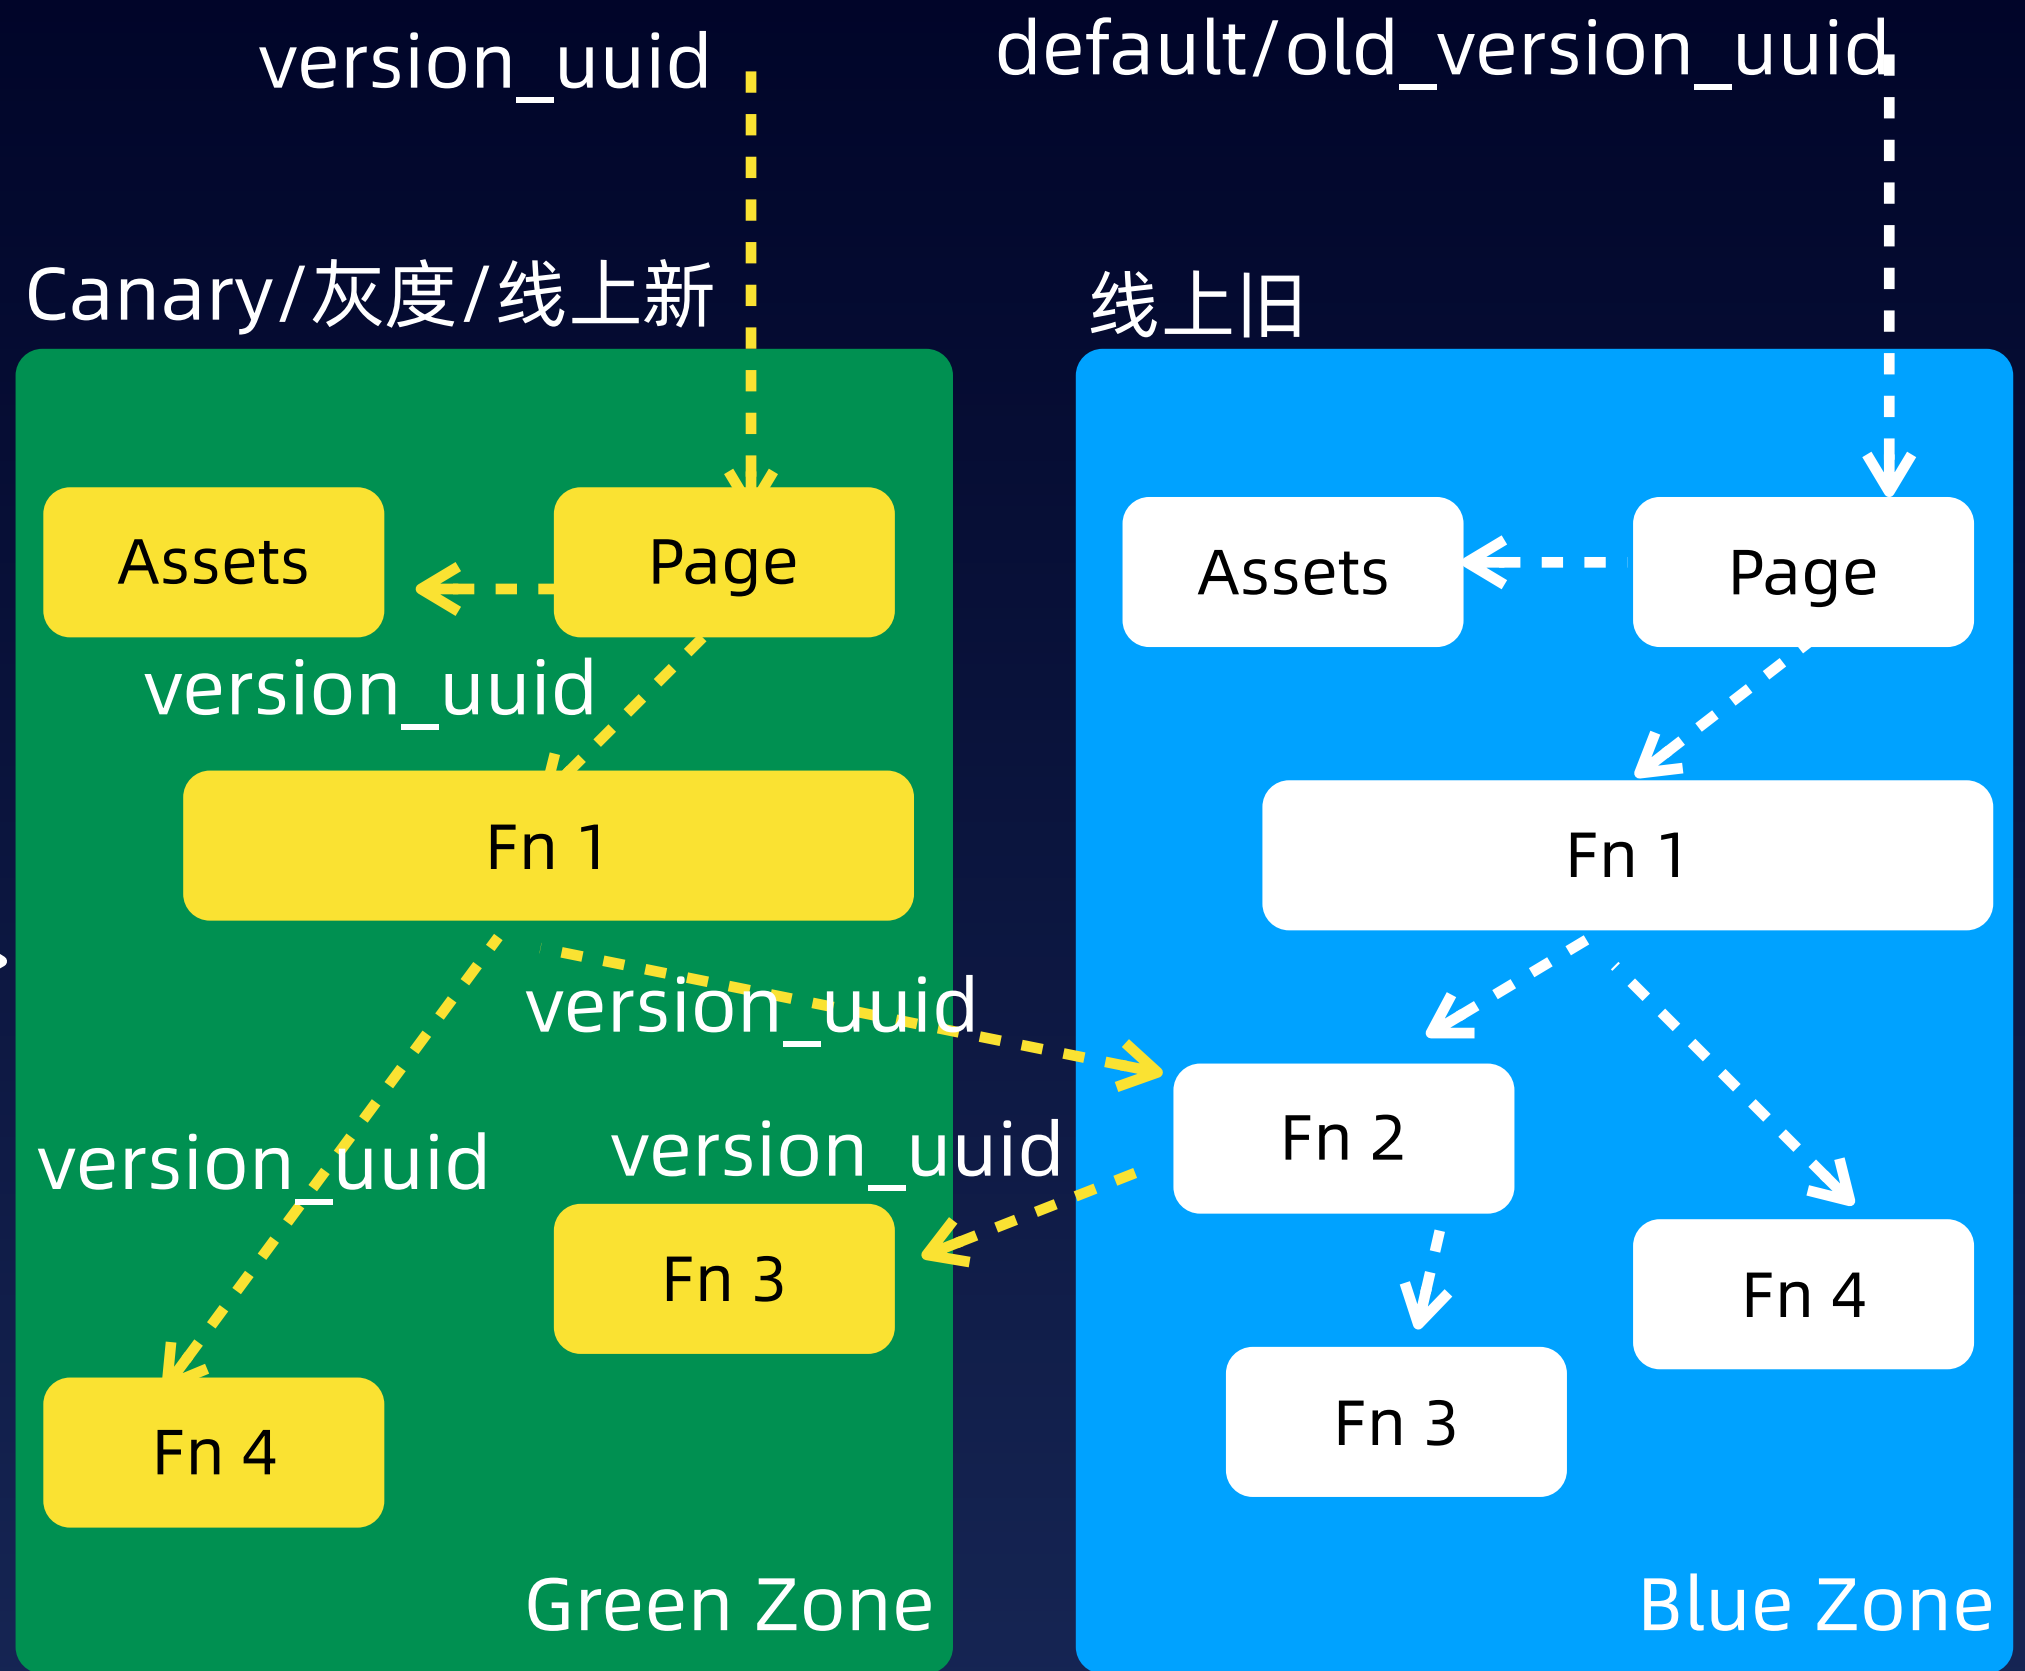 version_uuid
default/old_version_uuid
Canary/灰度/线上新
线上旧
Assets
Page
Assets
Page
version_uuid
Fn 1
Fn 1
version_uuid
version_uuid
version_uuid
Fn 2
Fn 3
Fn 4
Fn 4
Fn 3
Green Zone
Blue Zone